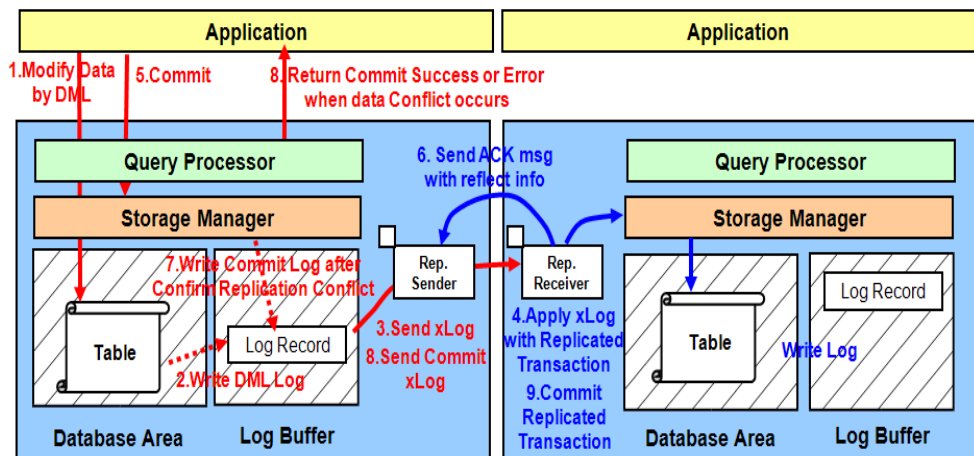 Application
Application
1.Modify Data
by DML
5.Commit
8.Return Commit Success or Error
when data Conflict occurs
Query Processor
6. Send ACK msg
with reflect info
Query Processor
Storage Manager
Storage Manager
7.Write Commit Log after
Confirm Replication Conflict
Rep.
Sender
Rep.
Receiver
Log Record
Table
Log Record
2.Write DML Log
3.Send xLog
8.Send Commit
xLog
4.Apply xLog
with Replicated
Transaction
9.Commit
Replicated
Transaction
Table
Write Log
Database Area
Log Buffer
Database Area
Log Buffer